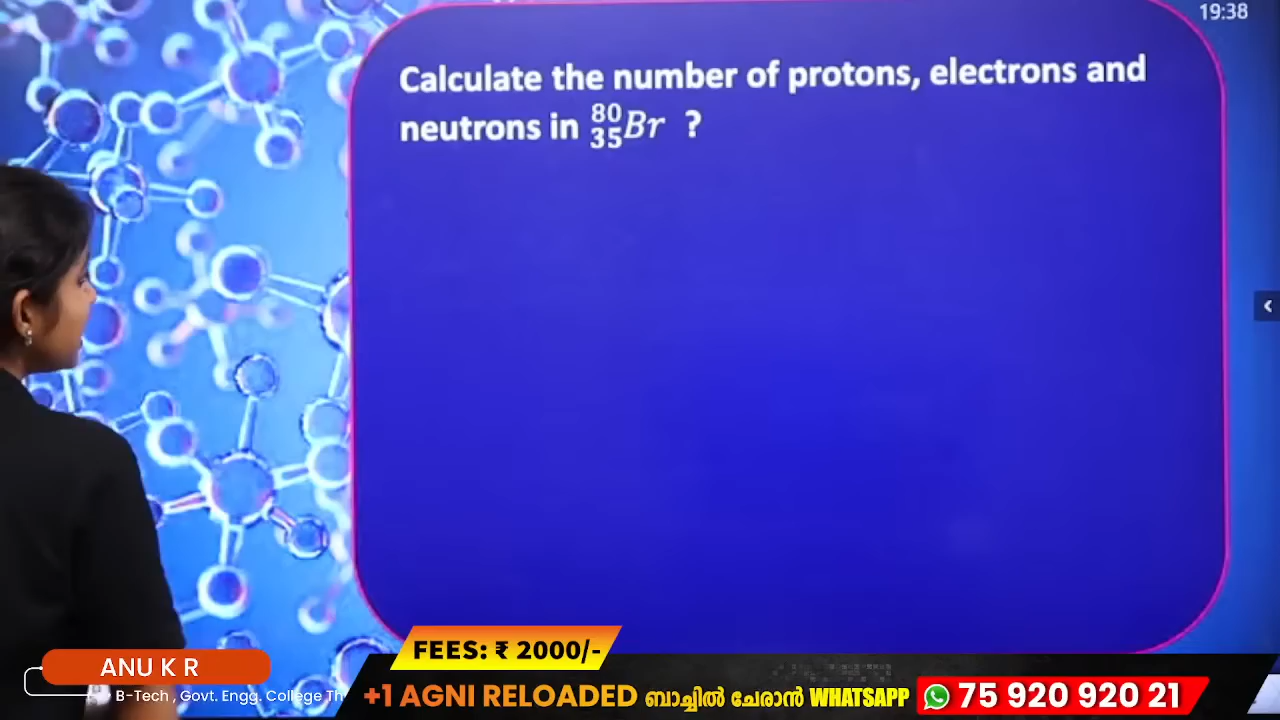 19:38
Calculate the number of protons, electrons and
neutrons in ⁸⁰₃₅Br ?
FEES: ₹ 2000/-
ANU K R
B-Tech , Govt. Engg. College Th
+1 AGNI RELOADED ബാച്ചിൽ ചേരാൻ WHATSAPP 75 920 920 21